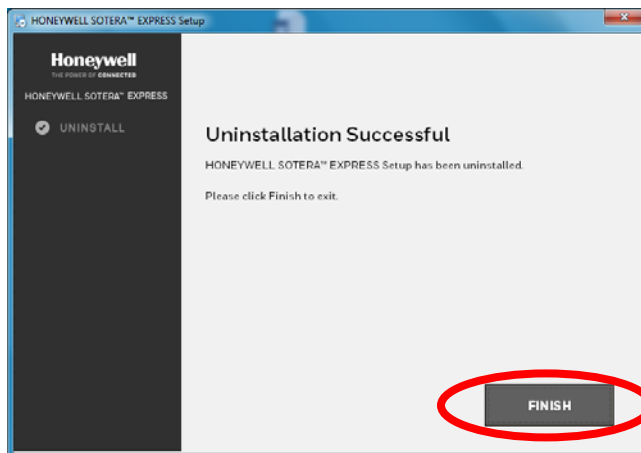 HONEYWELL SOTERA™ EXPRESS Setup
Honeywell
THE POWER OF CONNECTED
HONEYWELL SOTERA™ EXPRESS
UNINSTALL
Uninstallation Successful
HONEYWELL SOTERA™ EXPRESS Setup has been uninstalled.
Please click Finish to exit.
FINISH